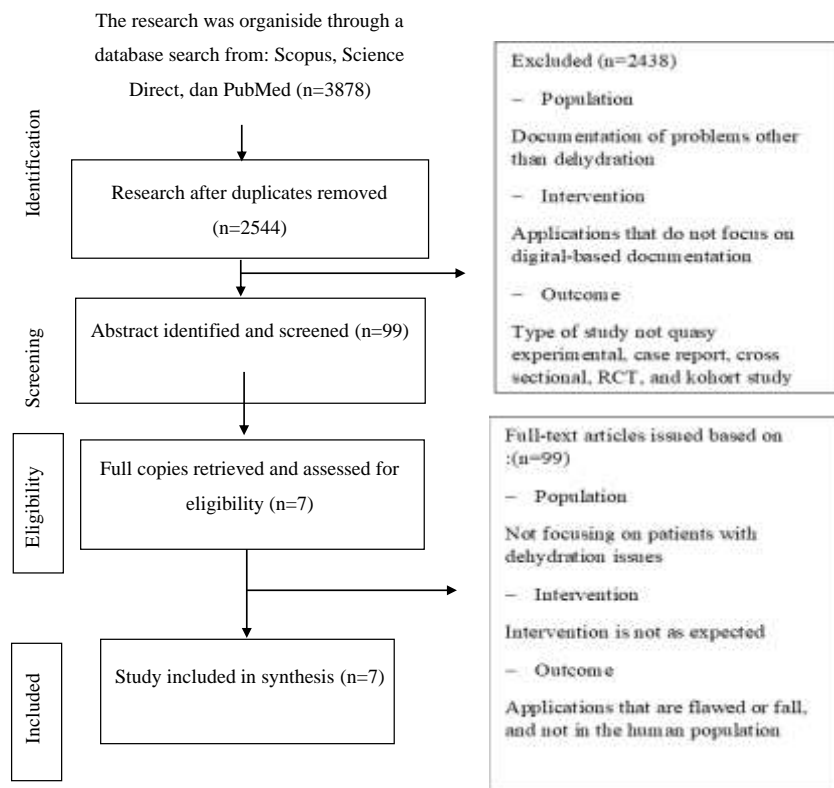 The research was organiside through a
database search from: Scopus, Science
Direct, dan PubMed (n=3878)
Identification
Research after duplicates removed
(n=2544)
Excluded (n=2438)
− Population
Documentation of problems other
than dehydration
− Intervention
Applications that do not focus on
digital-based documentation
− Outcome
Type of study not quasy
experimental, case report, cross
sectional, RCT, and kohort study
Screening
Abstract identified and screened (n=99)
Eligibility
Full copies retrieved and assessed for
eligibility (n=7)
Full-text articles issued based on
:(n=99)
− Population
Not focusing on patients with
dehydration issues
− Intervention
Intervention is not as expected
− Outcome
Applications that are flawed or fall,
and not in the human population
Included
Study included in synthesis (n=7)